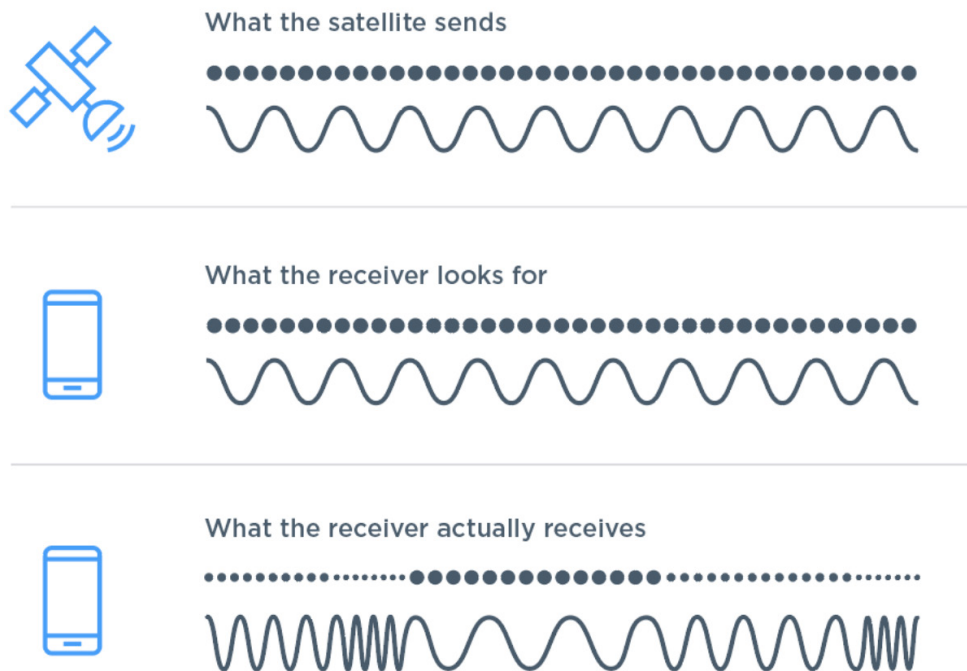 What the satellite sends
What the receiver looks for
What the receiver actually receives